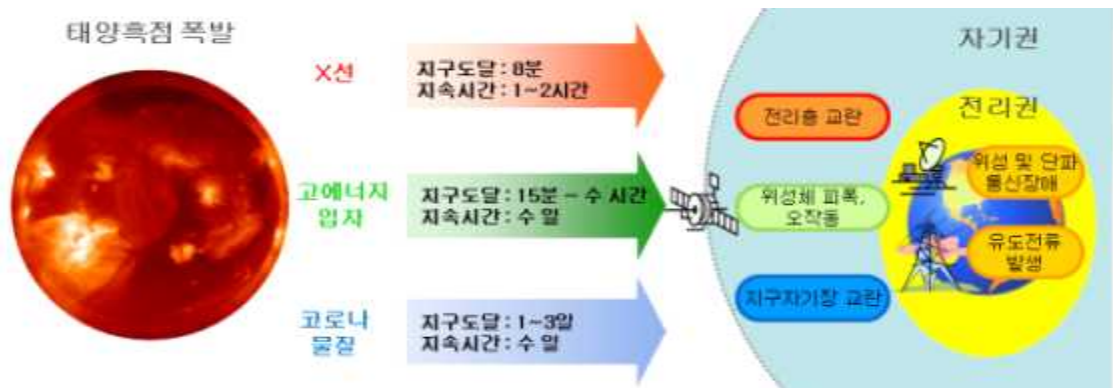 태양흑점 폭발
X선
지구도달 : 8분
지속시간 : 1~2시간
고에너지
입자
지구도달 : 15분 - 수 시간
지속시간 : 수 일
코로나
물질
지구도달 : 1~3일
지속시간 : 수 일
자기권
전리권
전리층 교란
위성체 피폭,
오작동
지구자기장 교란
위성 및 단파
통신장애
유도전류
발생